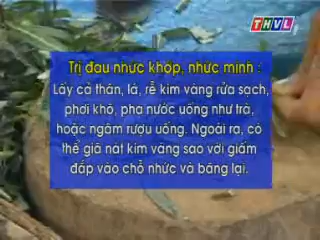 THVL
Trị đau nhức khớp, nhức mình :
Lấy cả thân, lá, rễ kim vàng rửa sạch,
phơi khô, pha nước uống như trà,
hoặc ngâm rượu uống. Ngoài ra, có
thể giã nát kim vàng sao với giấm
đắp vào chỗ nhức và băng lại.